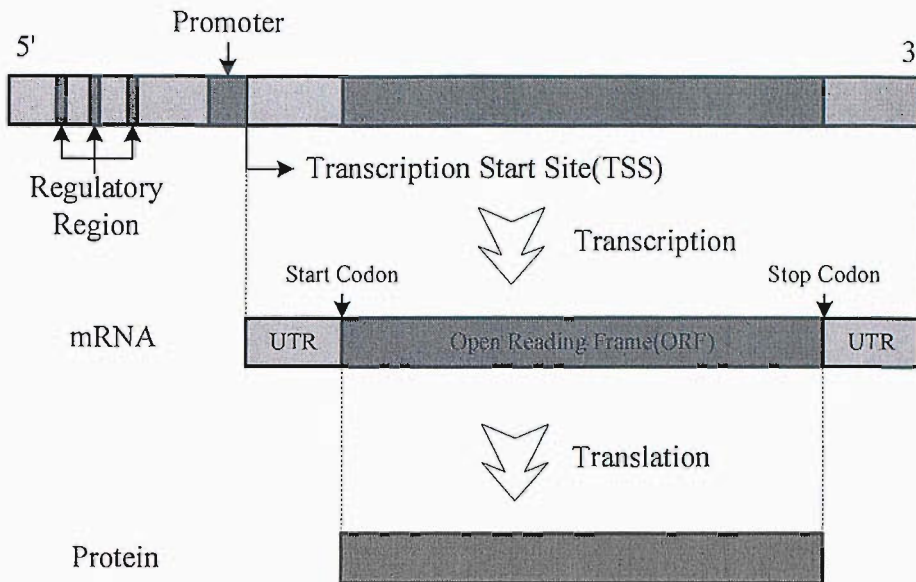 Promoter
5'
3
Transcription Start Site(TSS)
Regulatory
Region
Transcription
Start Codon
Stop Codon
mRNA
UTR
Open Reading Frame(ORF)
UTR
Translation
Protein